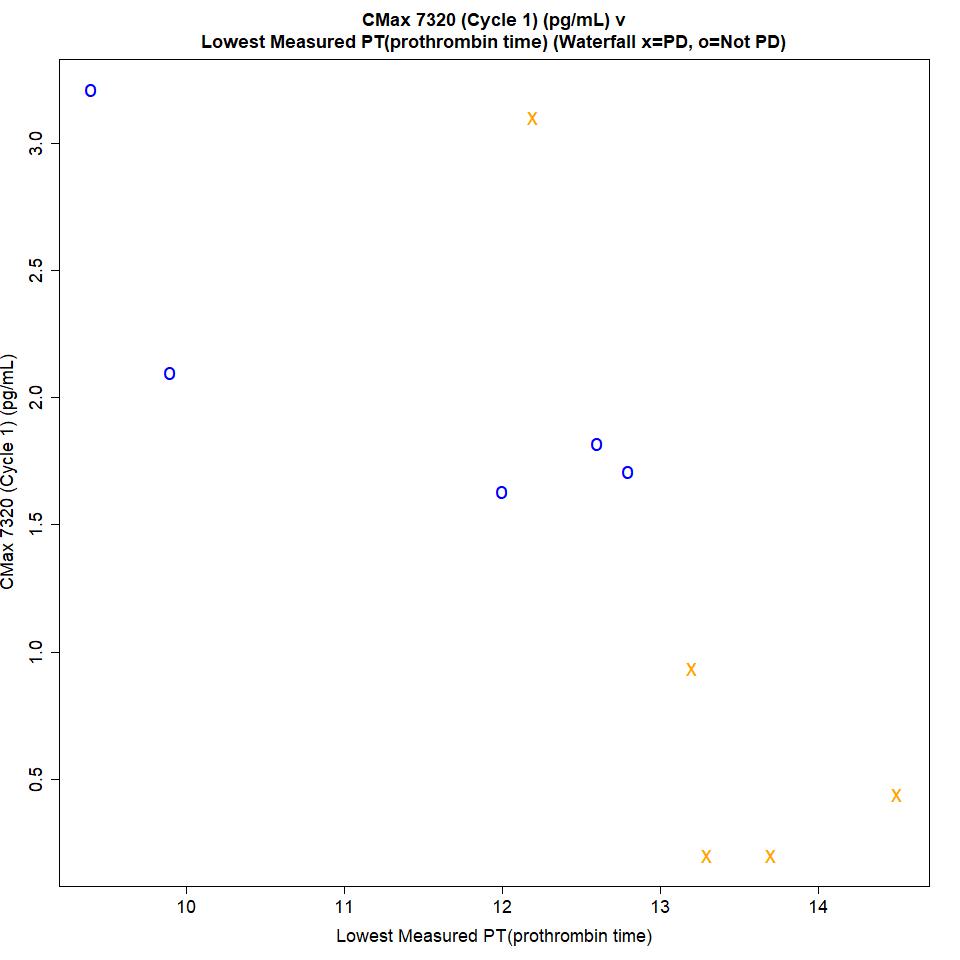 CMax 7320 (Cycle 1) (pg/mL) v
Lowest Measured PT(prothrombin time) (Waterfall x=PD, o=Not PD)
CMax 7320 (Cycle 1) (pg/mL)
3.0
2.5
2.0
1.5
1.0
0.5
O
X
O
O
O
O
X
X
X
X
10
11
12
13
14
Lowest Measured PT(prothrombin time)